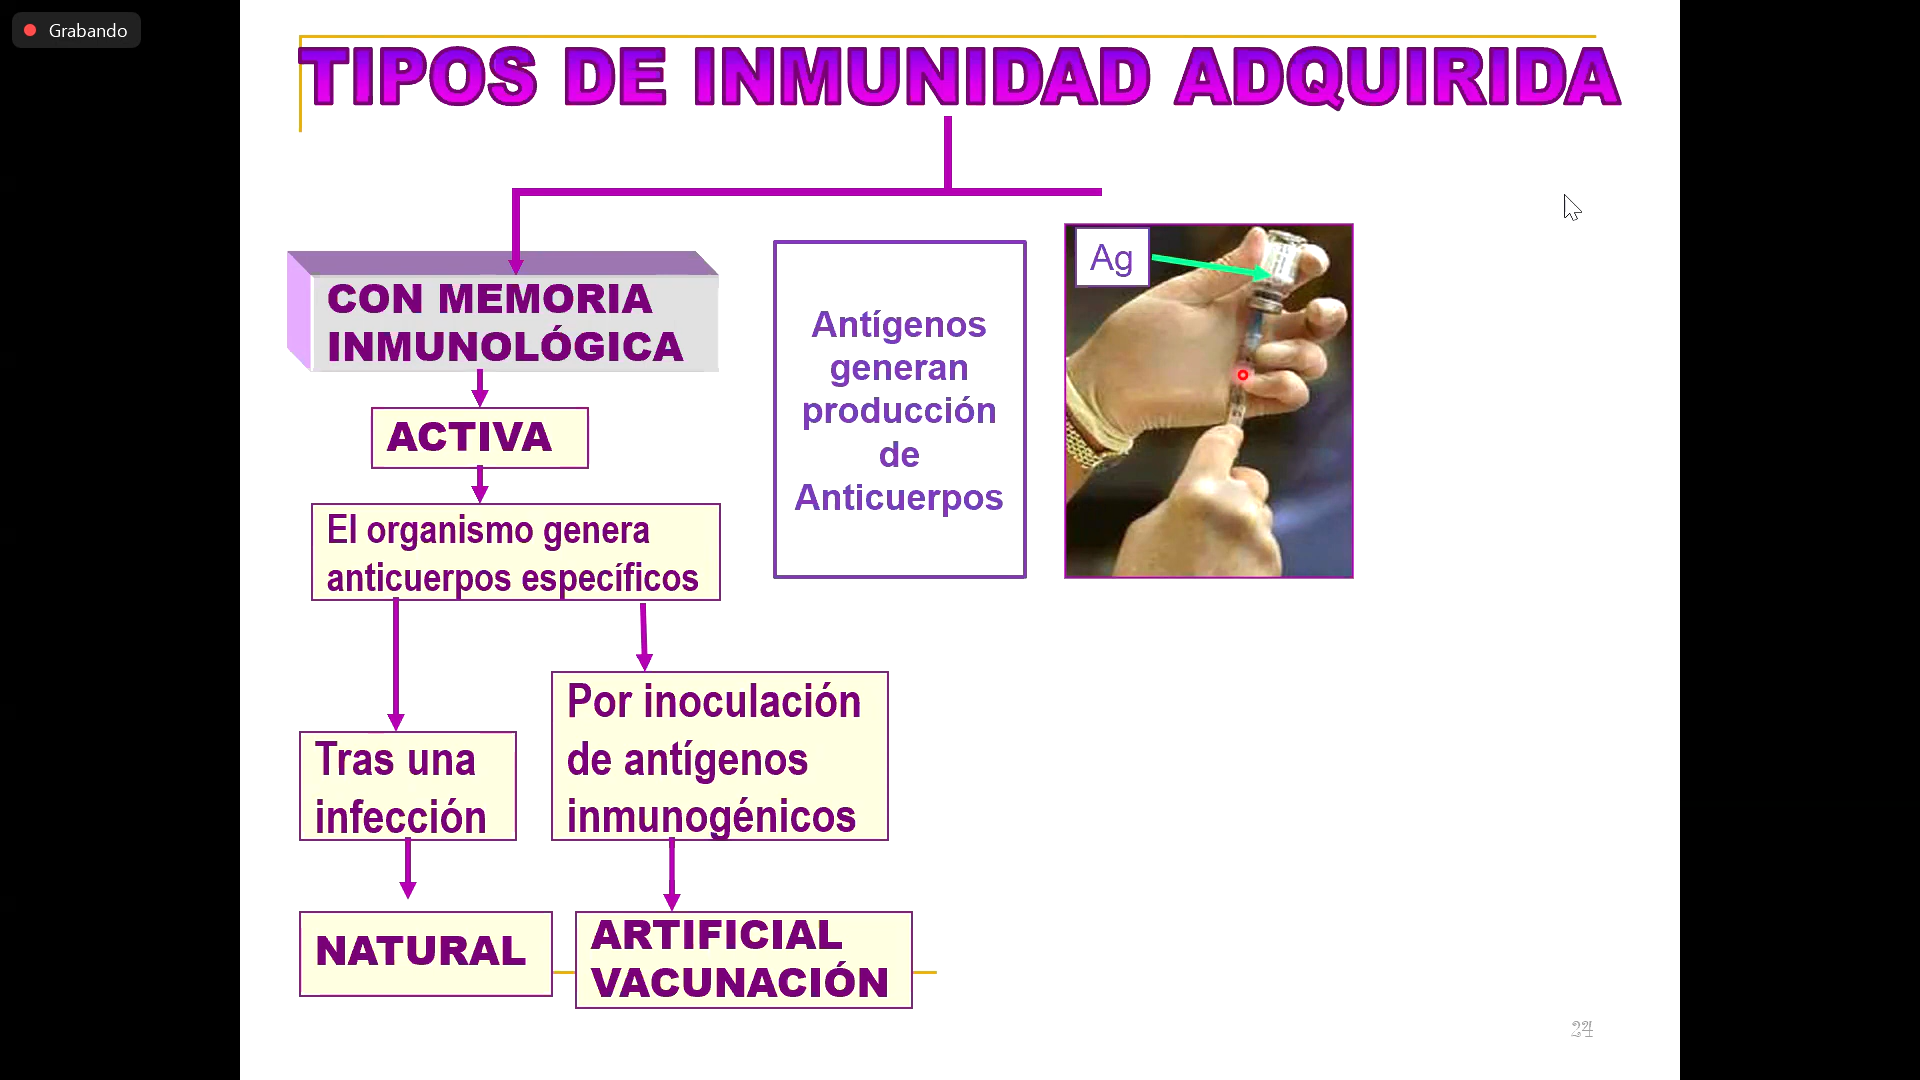 Grabando
TIPOS DE INMUNIDAD ADQUIRIDA
CON MEMORIA
INMUNOLÓGICA
ACTIVA
El organismo genera
anticuerpos específicos
Tras una
infección
NATURAL
Por inoculación
de antígenos
inmunogénicos
ARTIFICIAL
VACUNACIÓN
Antígenos
generan
producción
de
Anticuerpos
Ag
24